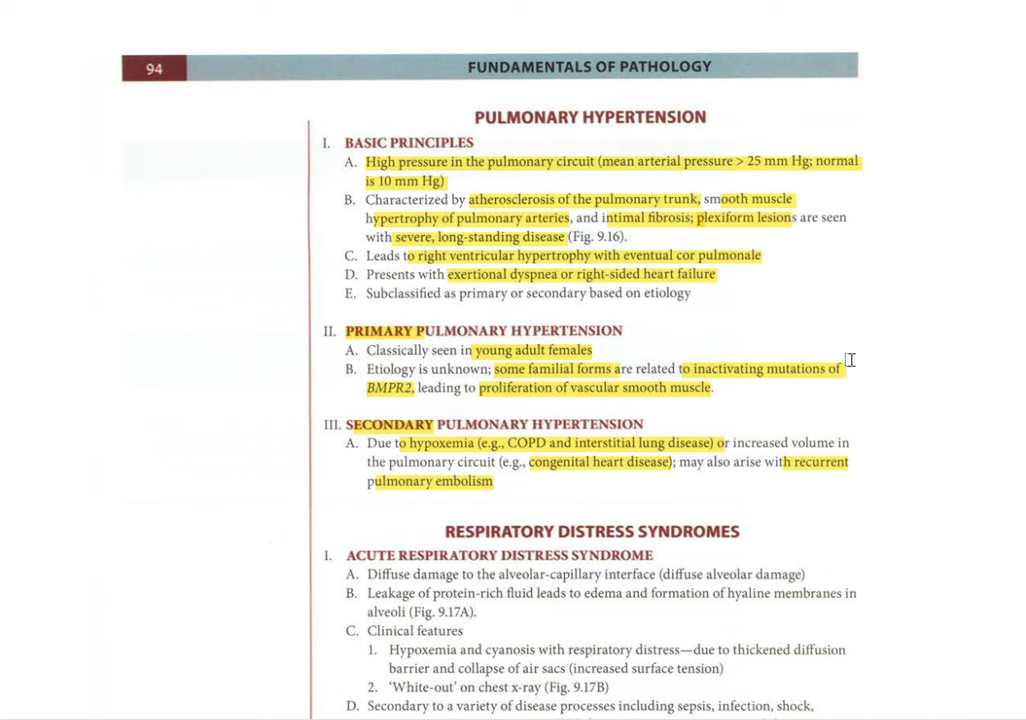 94
FUNDAMENTALS OF PATHOLOGY
PULMONARY HYPERTENSION
I. BASIC PRINCIPLES
A. High pressure in the pulmonary circuit (mean arterial pressure > 25 mm Hg; normal
is 10 mm Hg)
B. Characterized by atherosclerosis of the pulmonary trunk, smooth muscle
hypertrophy of pulmonary arteries, and intimal fibrosis; plexiform lesions are seen
with severe, long-standing disease (Fig. 9.16).
C. Leads to right ventricular hypertrophy with eventual cor pulmonale
D. Presents with exertional dyspnea or right-sided heart failure
E. Subclassified as primary or secondary based on etiology
II. PRIMARY PULMONARY HYPERTENSION
A. Classically seen in young adult females
B. Etiology is unknown; some familial forms are related to inactivating mutations of
BMPR2, leading to proliferation of vascular smooth muscle.
III. SECONDARY PULMONARY HYPERTENSION
A. Due to hypoxemia (e.g., COPD and interstitial lung disease) or increased volume in
the pulmonary circuit (e.g., congenital heart disease); may also arise with recurrent
pulmonary embolism
RESPIRATORY DISTRESS SYNDROMES
I. ACUTE RESPIRATORY DISTRESS SYNDROME
A. Diffuse damage to the alveolar-capillary interface (diffuse alveolar damage)
B. Leakage of protein-rich fluid leads to edema and formation of hyaline membranes in
alveoli (Fig. 9.17A).
C. Clinical features
1. Hypoxemia and cyanosis with respiratory distress—due to thickened diffusion
barrier and collapse of air sacs (increased surface tension)
2. 'White-out' on chest x-ray (Fig. 9.17B)
D. Secondary to a variety of disease processes including sepsis, infection, shock,